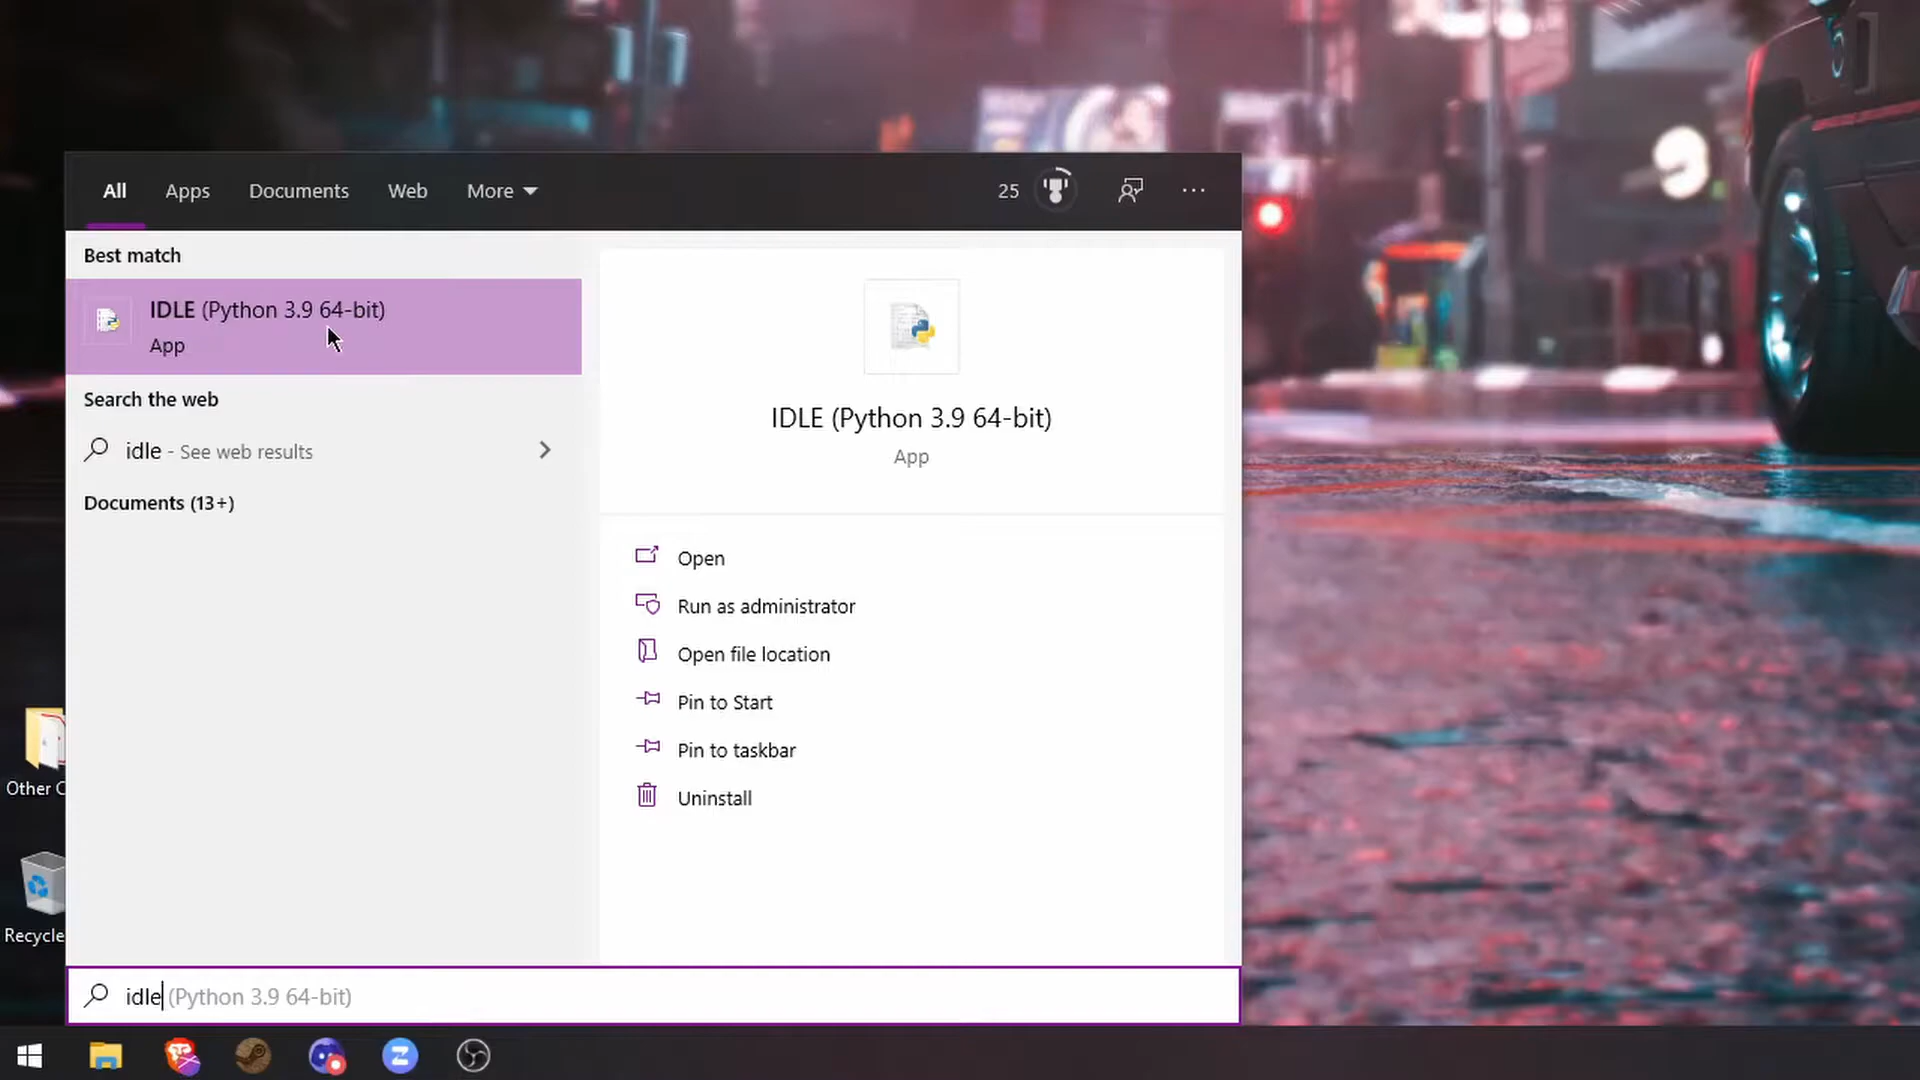 All Apps Documents Web More 25 ...
Best match
IDLE (Python 3.9 64-bit)
App
Search the web
idle - See web results
Documents (13+)
IDLE (Python 3.9 64-bit)
App
Open
Run as administrator
Open file location
Pin to Start
Pin to taskbar
Uninstall
Other C
Recycle
idle (Python 3.9 64-bit)